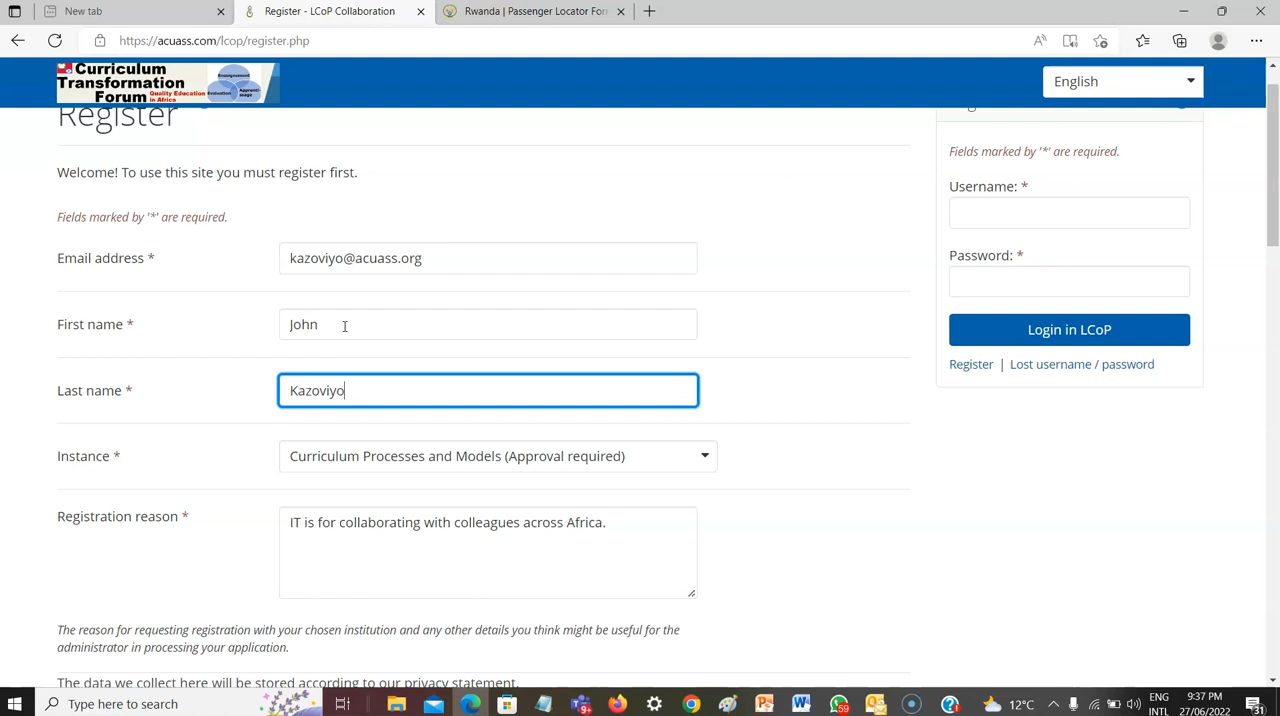 New tab
Register - LCoP Collaboration
Rwanda | Passenger Locator For
https://acuass.com/lcop/register.php
Curriculum
Transformation
Forum Quality Education
in Africa
English
Register
Welcome! To use this site you must register first.
Fields marked by '*' are required.
Email address *
kazoviyo@acuass.org
First name *
John
Last name *
Kazoviyo
Instance *
Curriculum Processes and Models (Approval required)
Registration reason *
IT is for collaborating with colleagues across Africa.
The reason for requesting registration with your chosen institution and any other details you think might be useful for the
administrator in processing your application.
The data we collect here will be stored according to our privacy statement.
Fields marked by '*' are required.
Username: *
Password: *
Login in LCoP
Register | Lost username / password
Type here to search
59
12°C
ENG
INTL
9:37 PM
27/06/2022
31